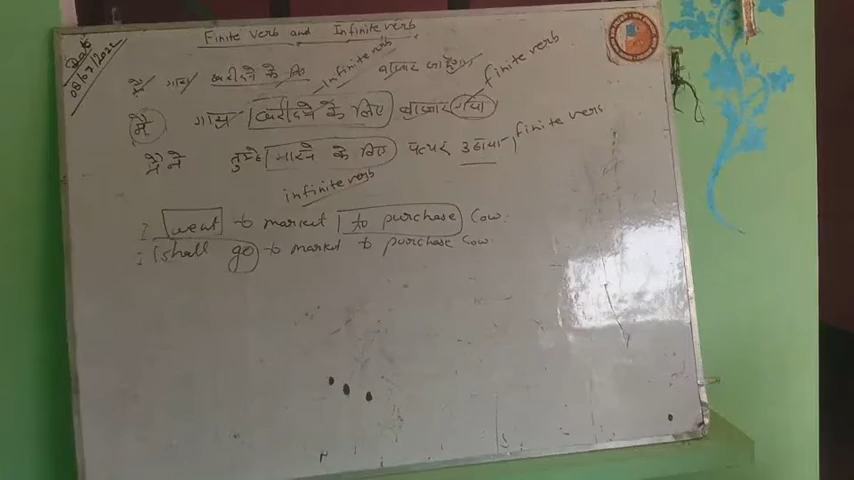 Date
08/07/2022
Finite Verb and Infinite verb
मैं गाय खरीदने के लिए बाजार
infinite verb
finite verb
मैं गाय खरीदने के लिए बाजार गया
मैं ने तुम्हे मारने के लिए पत्थर उठाया finite verb
infinite verb
I went to market to purchase Cow.
I shall go to market to purchase Cow.